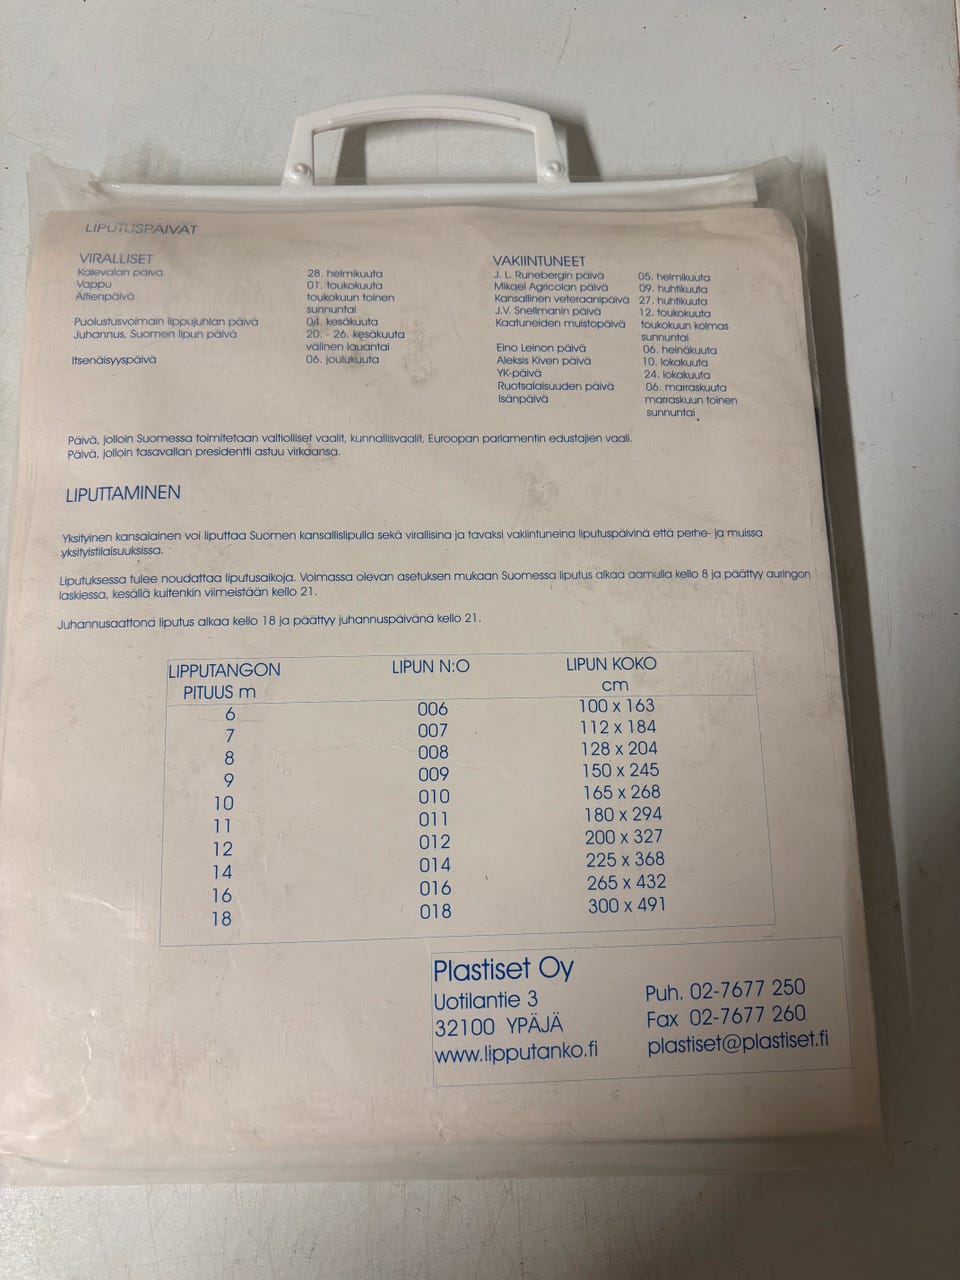 LIPUTUSPÄIVÄT
VIRALLISET
Kalevalan päivä 28. helmikuuta
Vappu 01. toukokuuta
Äitienpäivä toukokuun toinen
sunnuntai
Puolustusvoimain lippujuhlan päivä 04. kesäkuuta
Juhannus, Suomen lipun päivä 20. - 26. kesäkuuta
välinen lauantai
Itsenäisyyspäivä 06. joulukuuta
VAKIINTUNEET
J. L. Runebergin päivä 05. helmikuuta
Mikael Agricolan päivä 09. huhtikuuta
Kansallinen veteraanipäivä 27. huhtikuuta
J.V. Snellmanin päivä 12. toukokuuta
Kaatuneiden muistopäivä toukokuun kolmas
sunnuntai
Eino Leinon päivä 06. heinäkuuta
Aleksis Kiven päivä 10. lokakuuta
YK-päivä 24. lokakuuta
Ruotsalaisuuden päivä 06. marraskuuta
Isänpäivä marraskuun toinen
sunnuntai
Päivä, jolloin Suomessa toimitetaan valtiolliset vaalit, kunnallisvaalit, Euroopan parlamentin edustajien vaali.
Päivä, jolloin tasavallan presidentti astuu virkaansa.
LIPUTTAMINEN
Yksityinen kansalainen voi liputtaa Suomen kansallislipulla sekä virallisina ja tavaksi vakiintuneina liputuspäivinä että perhe- ja muissa
yksityistilaisuuksissa.
Liputuksessa tulee noudattaa liputusaikoja. Voimassa olevan asetuksen mukaan Suomessa liputus alkaa aamulla kello 8 ja päättyy auringon
laskiessa, kesällä kuitenkin viimeistään kello 21.
Juhannusaattona liputus alkaa kello 18 ja päättyy juhannuspäivänä kello 21.
LIPPUTANGON LIPUN N:O LIPUN KOKO
PITUUS m cm
6 006 100 x 163
7 007 112 x 184
8 008 128 x 204
9 009 150 x 245
10 010 165 x 268
11 011 180 x 294
12 012 200 x 327
14 014 225 x 368
16 016 265 x 432
18 018 300 x 491
Plastiset Oy
Uotilantie 3 Puh. 02-7677 250
32100 YPÄJÄ Fax 02-7677 260
www.lipputanko.fi plastiset@plastiset.fi